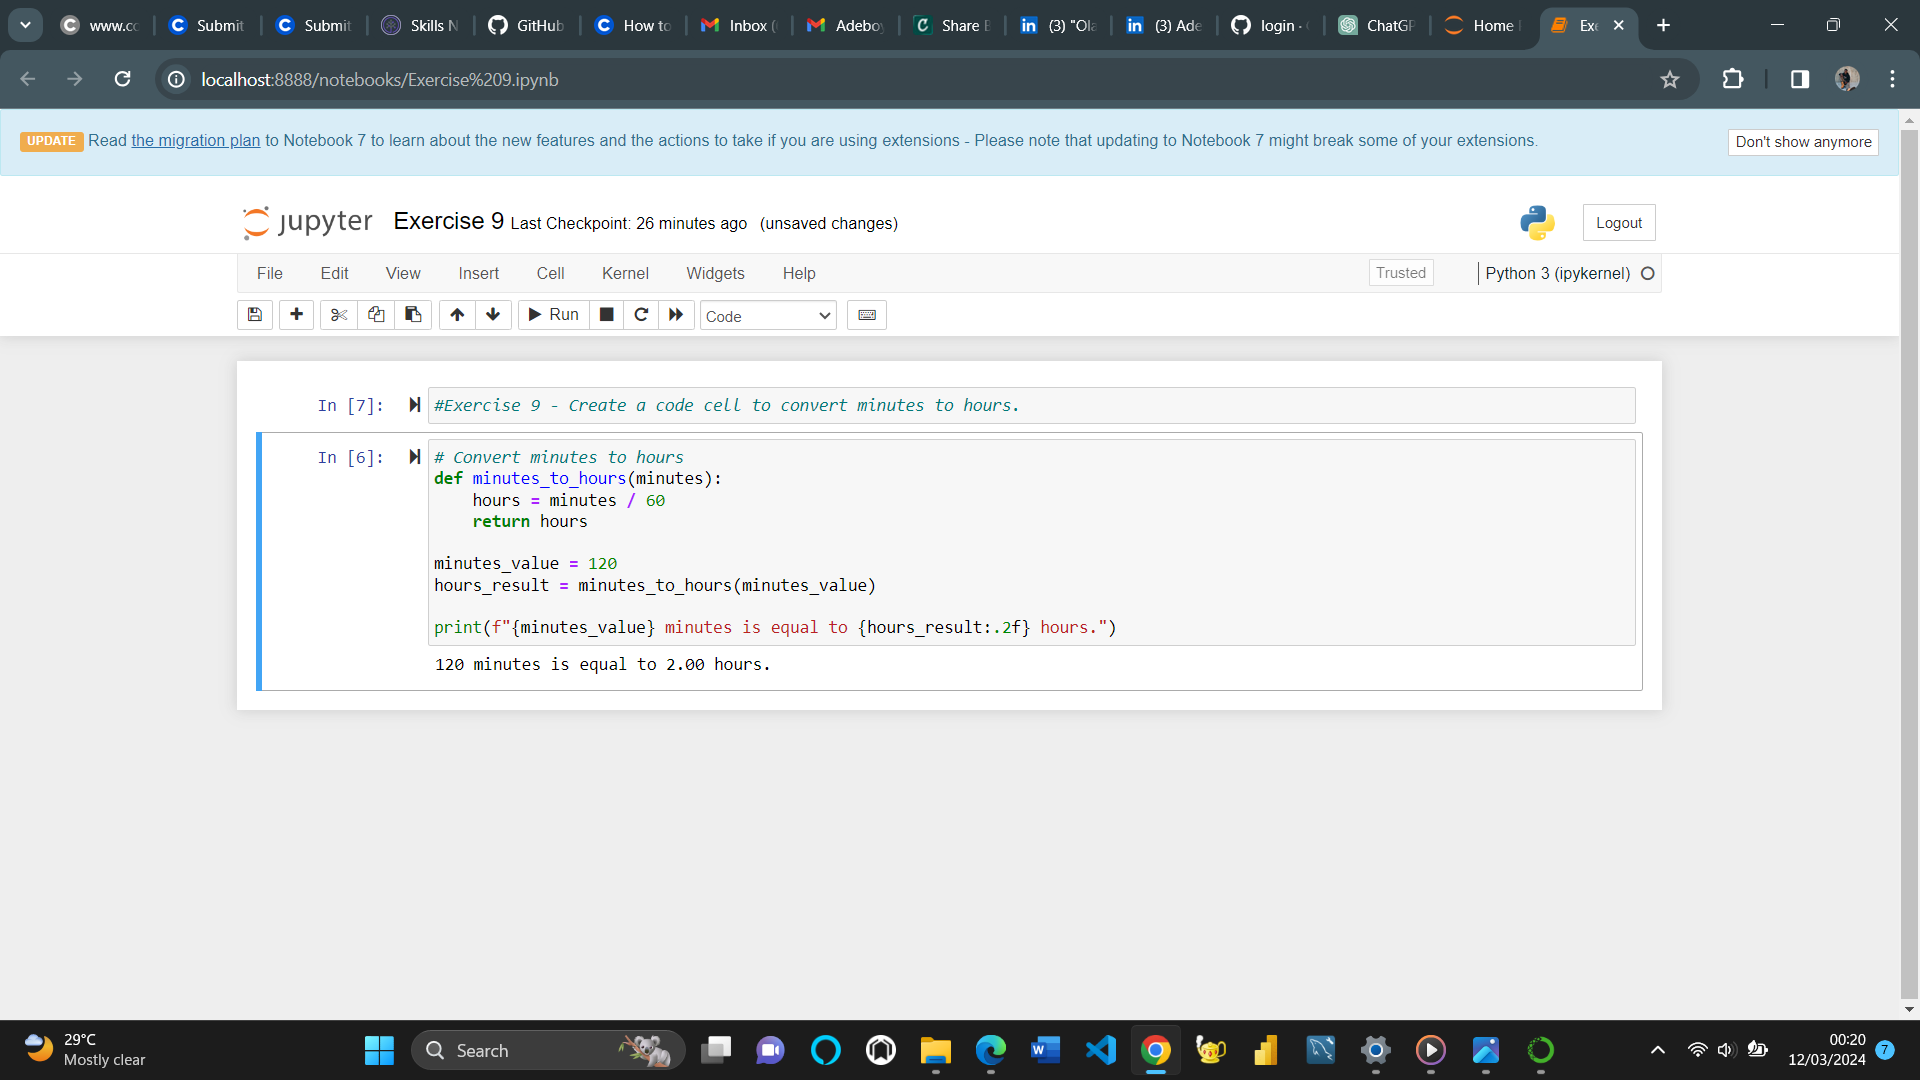 www.cc
Submit
Submit
Skills N
GitHub
How to
Inbox (
Adeboy
Share E
(3) "Ola
(3) Ade
login ·
ChatGP
Home
Exe
localhost:8888/notebooks/Exercise%209.ipynb
UPDATE Read the migration plan to Notebook 7 to learn about the new features and the actions to take if you are using extensions - Please note that updating to Notebook 7 might break some of your extensions.
Don't show anymore
jupyter Exercise 9 Last Checkpoint: 26 minutes ago (unsaved changes)
Logout
File Edit View Insert Cell Kernel Widgets Help
Trusted
Python 3 (ipykernel)
Run
Code
In [7]: #Exercise 9 - Create a code cell to convert minutes to hours.
In [6]: # Convert minutes to hours
def minutes_to_hours(minutes):
    hours = minutes / 60
    return hours
minutes_value = 120
hours_result = minutes_to_hours(minutes_value)
print(f"{minutes_value} minutes is equal to {hours_result:.2f} hours.")
120 minutes is equal to 2.00 hours.
29°C
Mostly clear
Search
00:20
12/03/2024
7